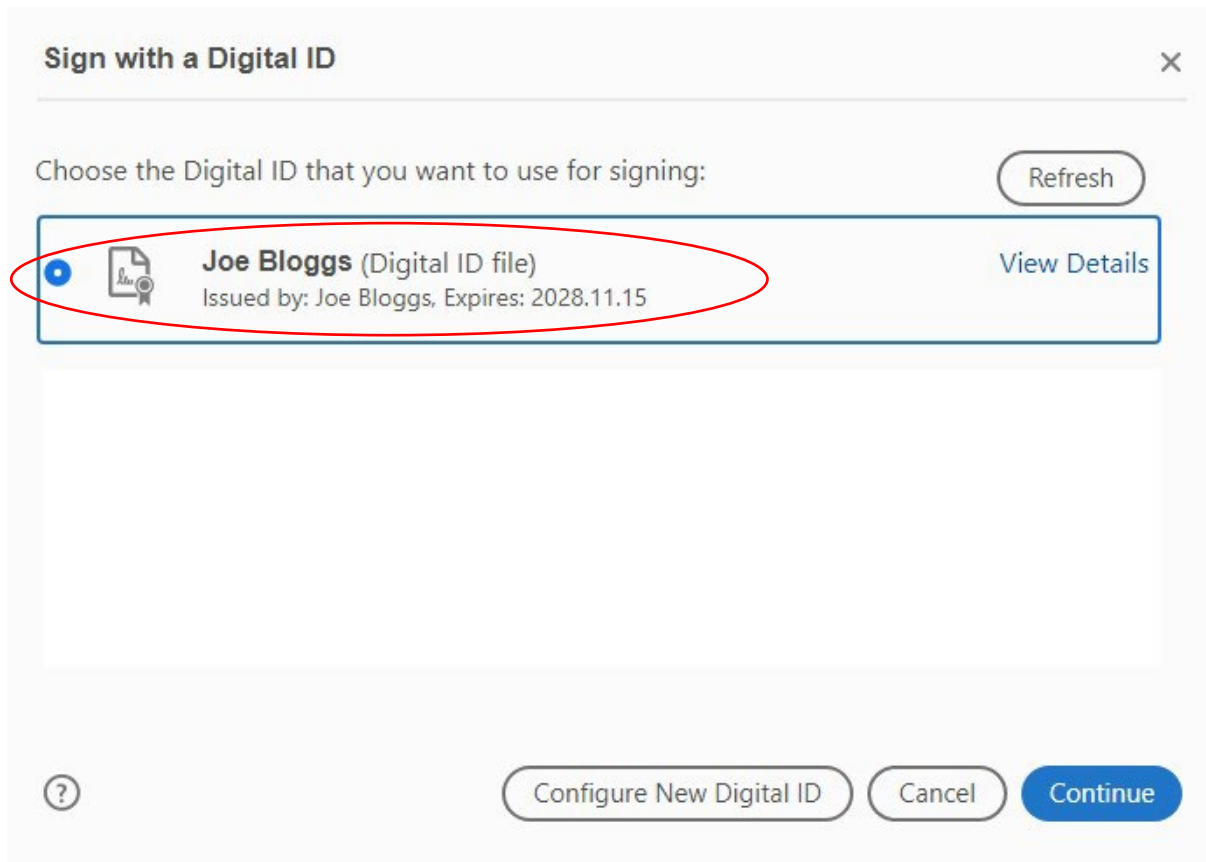 Sign with a Digital ID
Choose the Digital ID that you want to use for signing:
Refresh
Joe Bloggs (Digital ID file)
View Details
Issued by: Joe Bloggs, Expires: 2028.11.15
?
Configure New Digital ID
Cancel
Continue